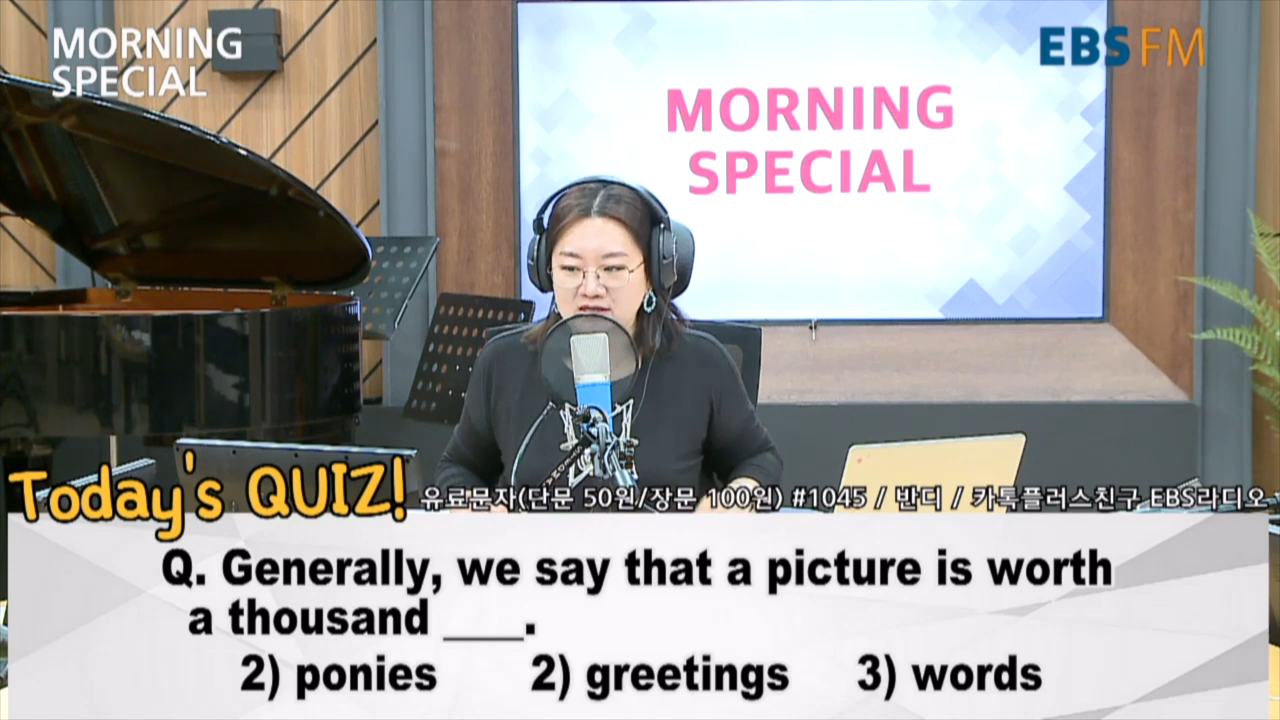 MORNING
SPECIAL
EBS FM
MORNING
SPECIAL
Today's QUIZ!
유료문자(단문 50원/장문 100원) #1045 / 반디 / 카톡플러스친구 EBS라디오
Q. Generally, we say that a picture is worth
a thousand ___.
2) ponies 2) greetings 3) words